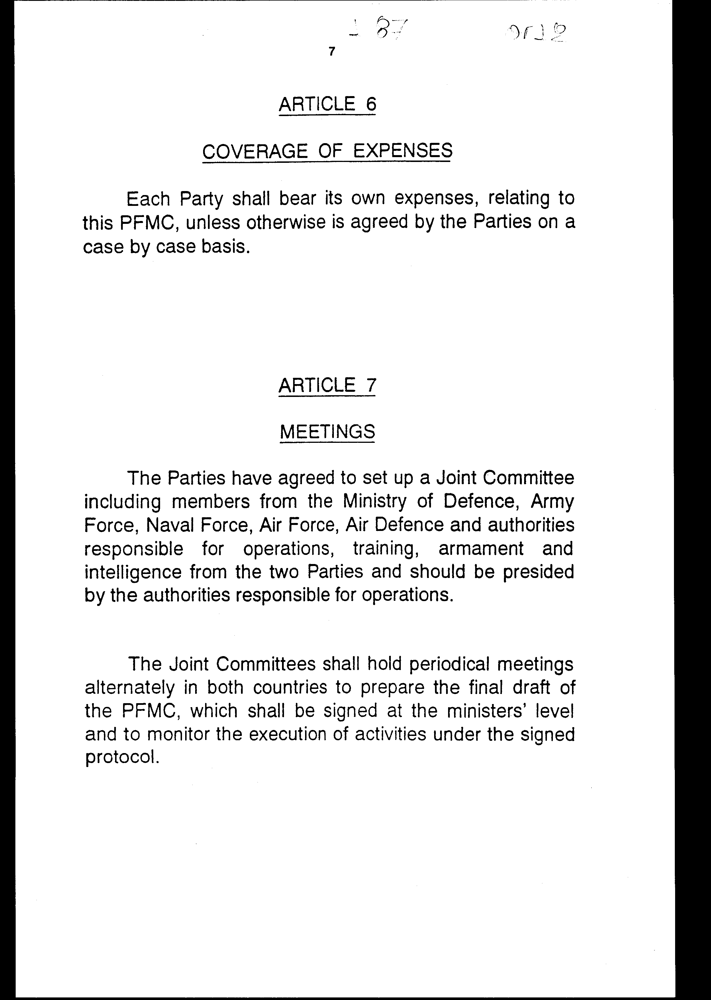 87
7
ARTICLE 6
COVERAGE OF EXPENSES
Each Party shall bear its own expenses, relating to
this PFMC, unless otherwise is agreed by the Parties on a
case by case basis.
ARTICLE 7
MEETINGS
The Parties have agreed to set up a Joint Committee
including members from the Ministry of Defence, Army
Force, Naval Force, Air Force, Air Defence and authorities
responsible for operations, training, armament and
intelligence from the two Parties and should be presided
by the authorities responsible for operations.
The Joint Committees shall hold periodical meetings
alternately in both countries to prepare the final draft of
the PFMC, which shall be signed at the ministers' level
and to monitor the execution of activities under the signed
protocol.